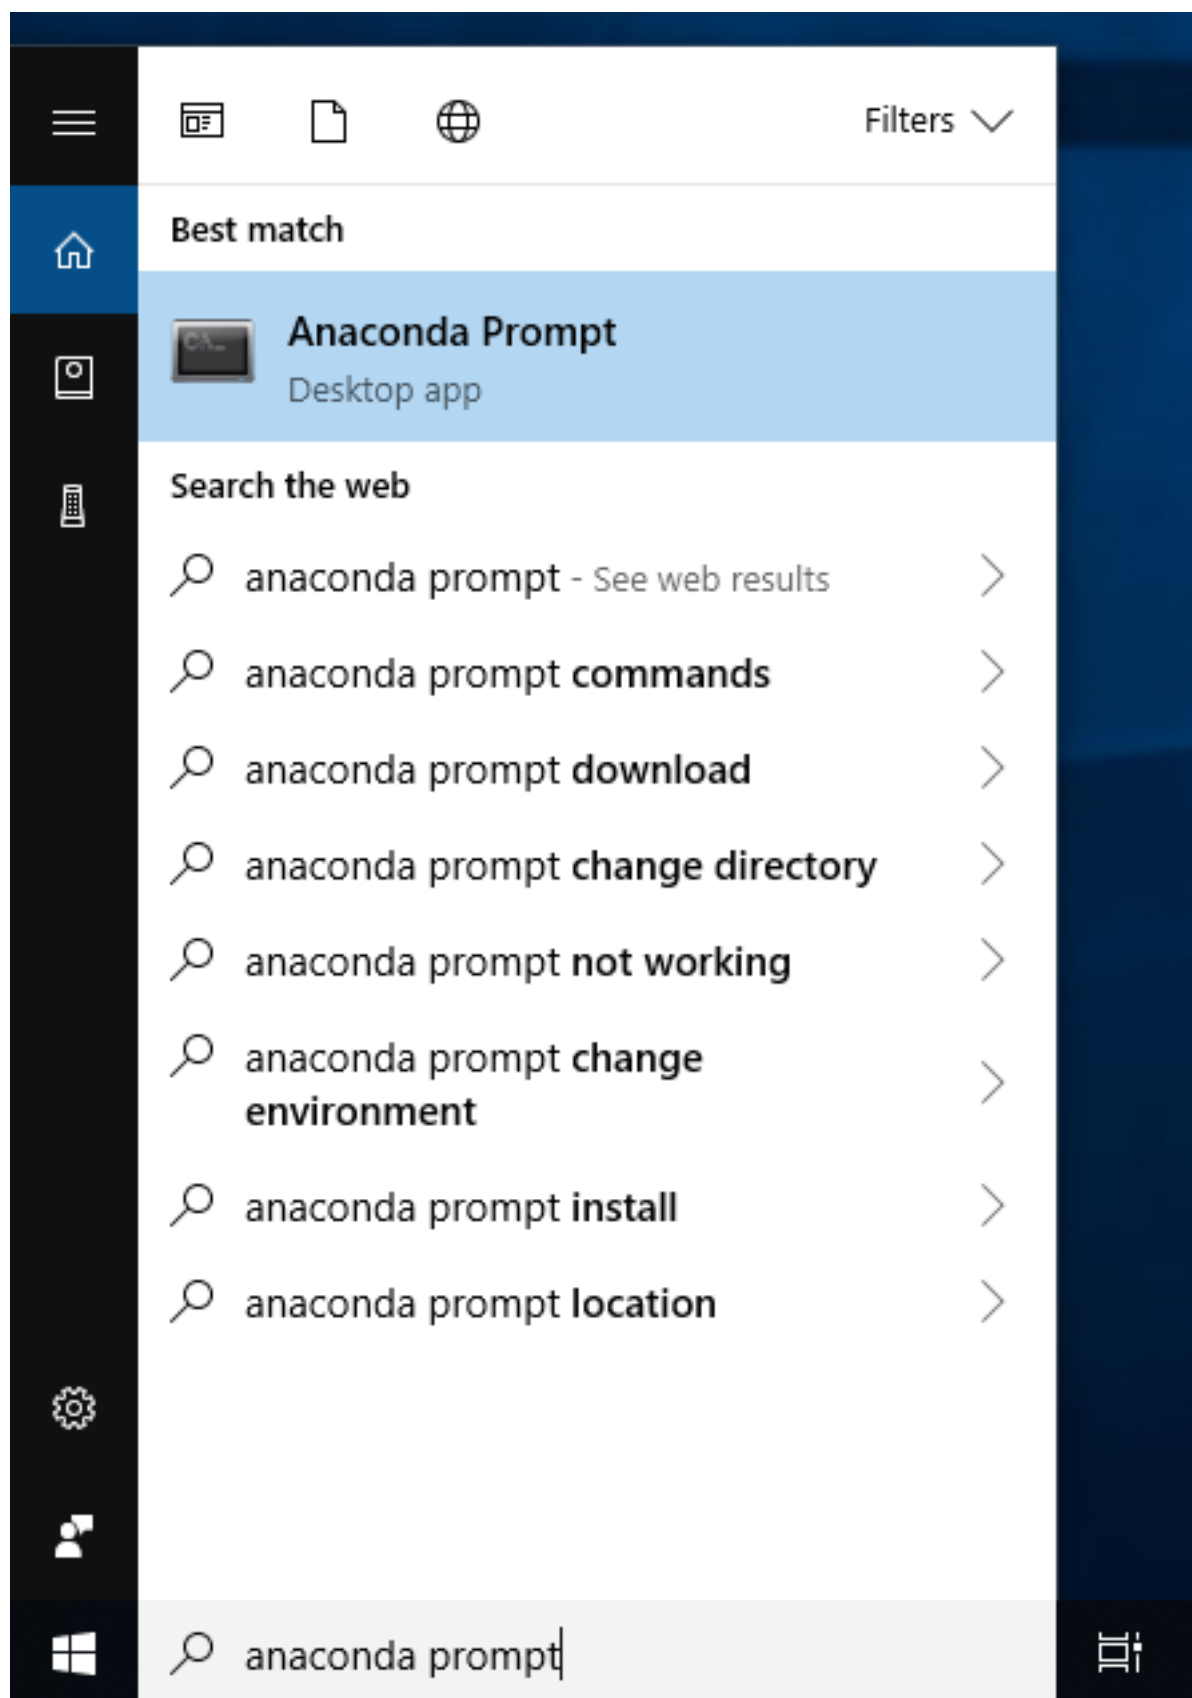 Filters
Best match
Anaconda Prompt
Desktop app
Search the web
anaconda prompt - See web results
anaconda prompt commands
anaconda prompt download
anaconda prompt change directory
anaconda prompt not working
anaconda prompt change
environment
anaconda prompt install
anaconda prompt location
anaconda prompt